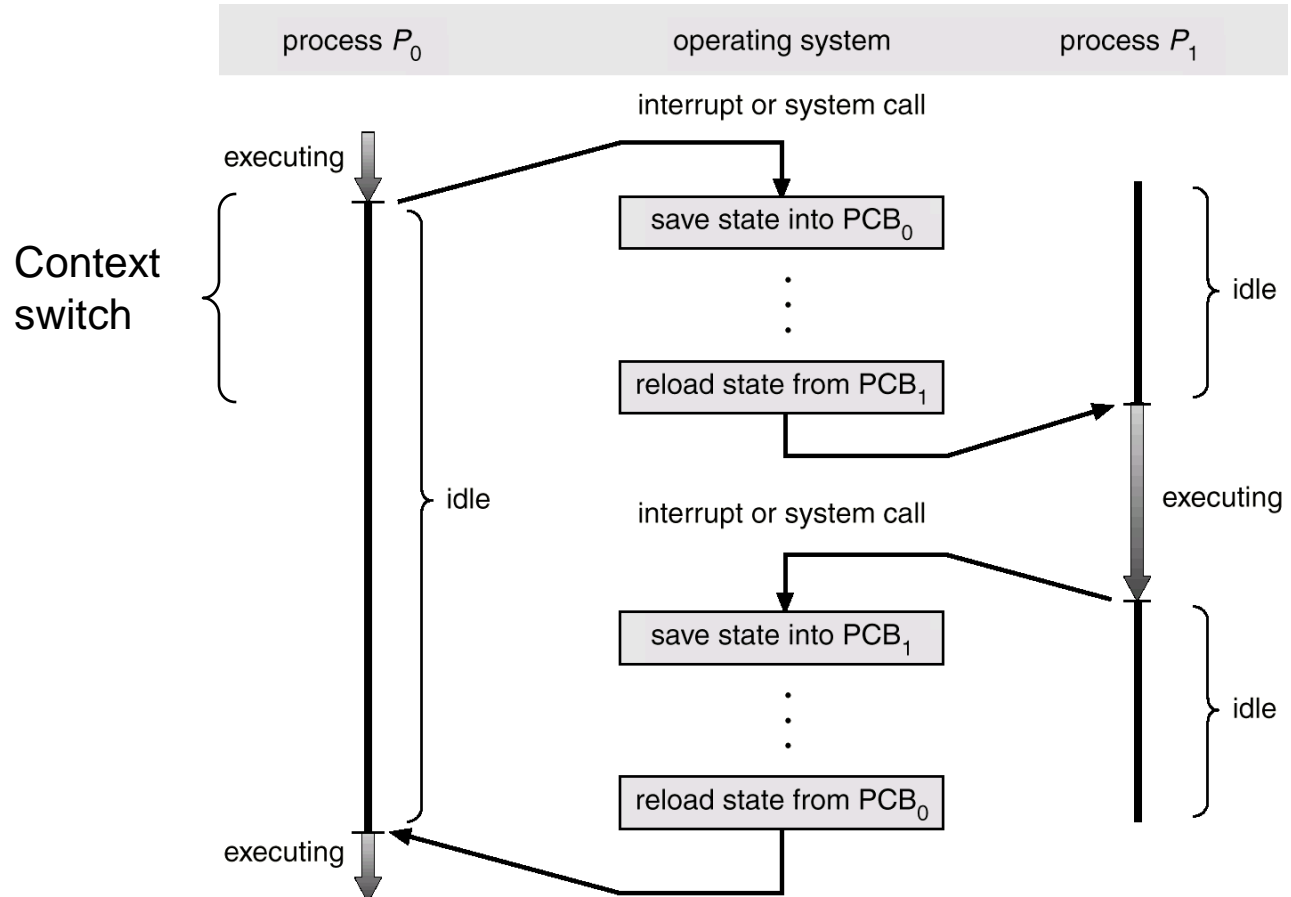 process P0
operating system
process P1
interrupt or system call
executing
save state into PCB0
Context
switch
idle
reload state from PCB1
idle
interrupt or system call
executing
save state into PCB1
idle
reload state from PCB0
executing